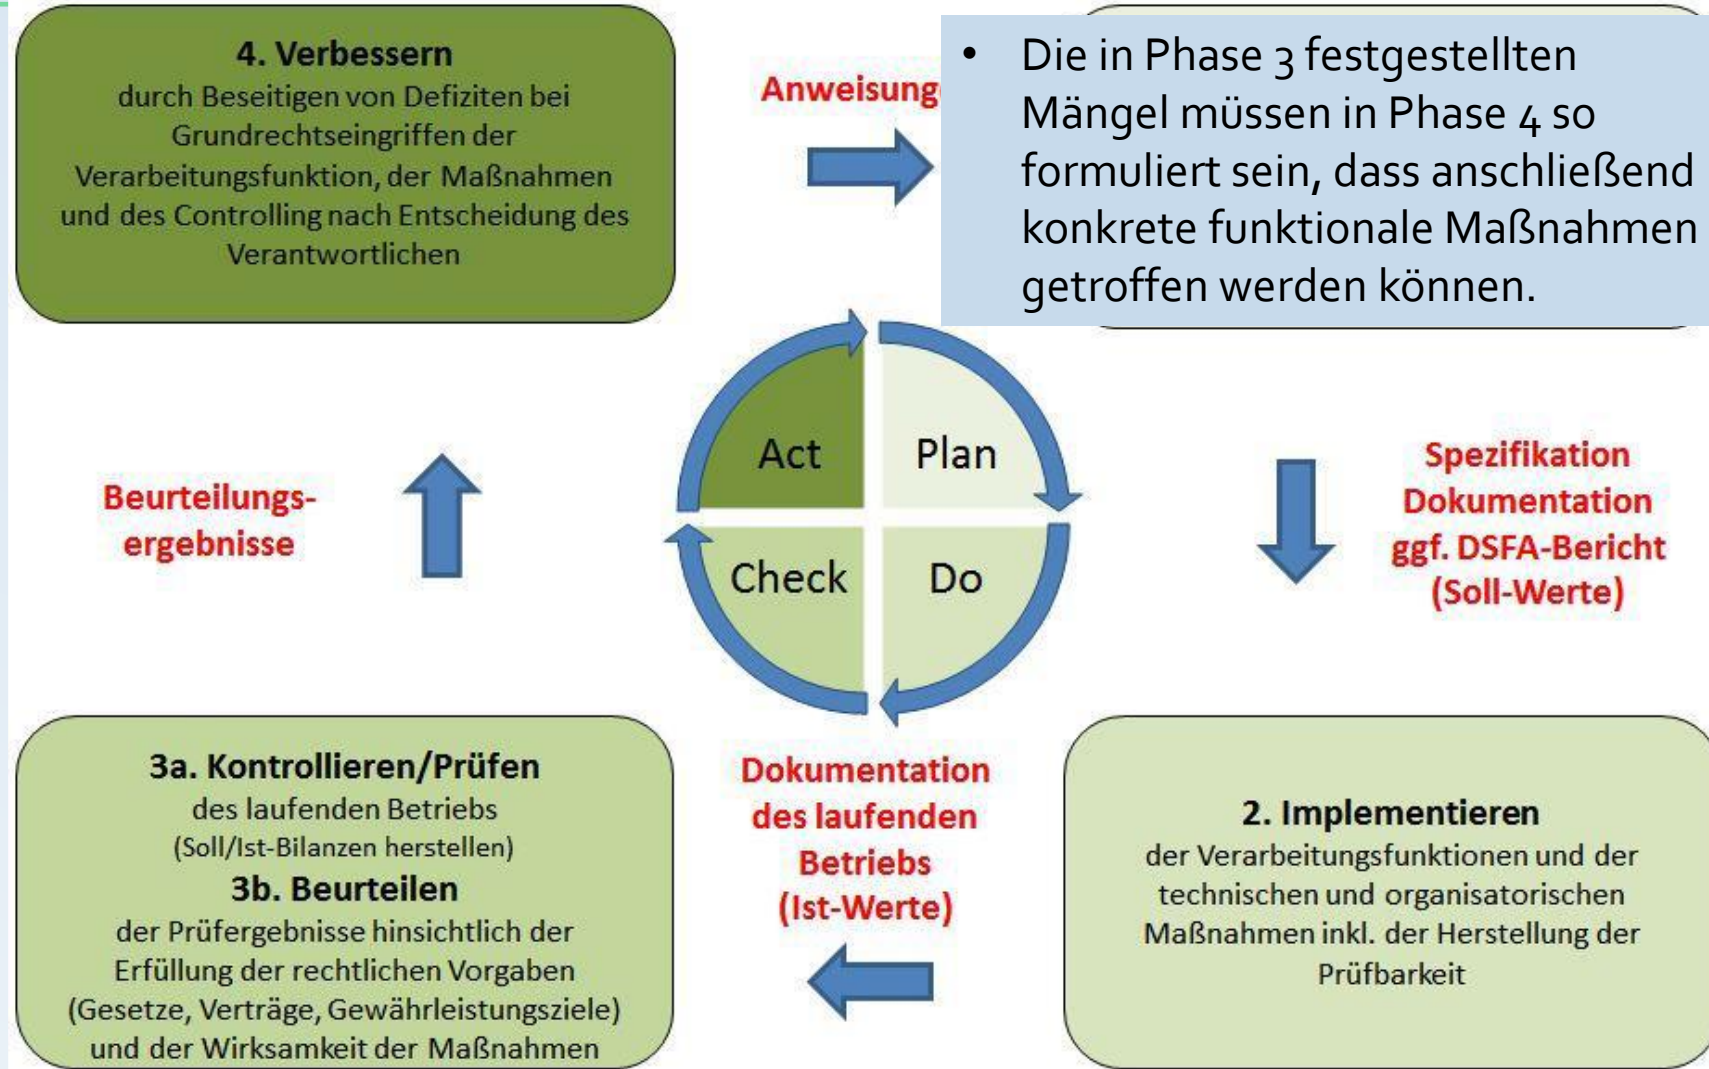 4. Verbessern
durch Beseitigen von Defiziten bei
Grundrechtseingriffen der
Verarbeitungsfunktion, der Maßnahmen
und des Controlling nach Entscheidung des
Verantwortlichen
• Die in Phase 3 festgestellten
Mängel müssen in Phase 4 so
formuliert sein, dass anschließend
konkrete funktionale Maßnahmen
getroffen werden können.
Act
Plan
Check
Do
Beurteilungs-
ergebnisse
Spezifikation
Dokumentation
ggf. DSFA-Bericht
(Soll-Werte)
3a. Kontrollieren/Prüfen
des laufenden Betriebs
(Soll/Ist-Bilanzen herstellen)
3b. Beurteilen
der Prüfergebnisse hinsichtlich der
Erfüllung der rechtlichen Vorgaben
(Gesetze, Verträge, Gewährleistungsziele)
und der Wirksamkeit der Maßnahmen
Dokumentation
des laufenden
Betriebs
(Ist-Werte)
2. Implementieren
der Verarbeitungsfunktionen und der
technischen und organisatorischen
Maßnahmen inkl. der Herstellung der
Prüfbarkeit